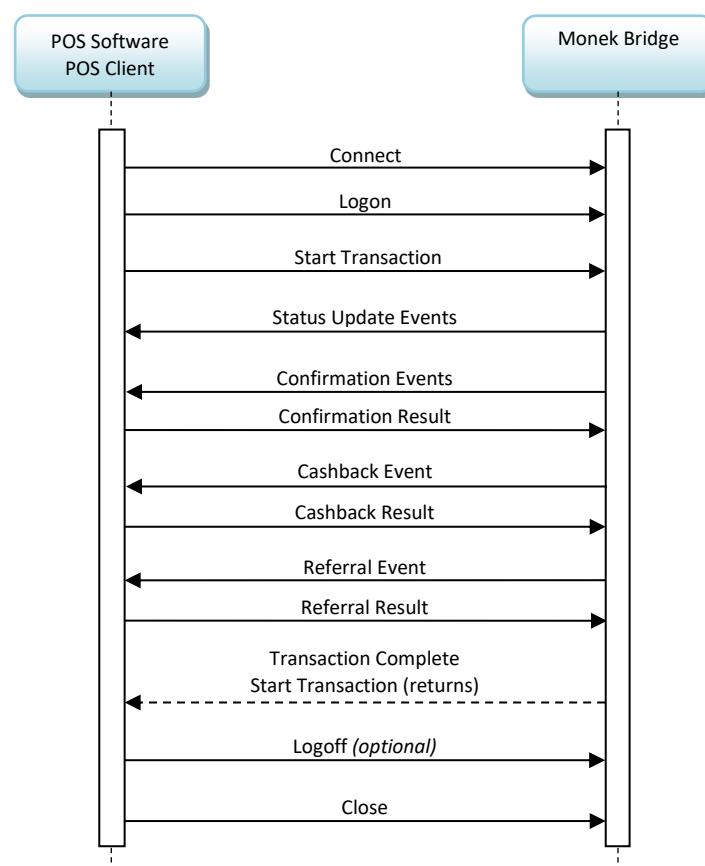 POS Software
POS Client
Monek Bridge
Connect
Logon
Start Transaction
Status Update Events
Confirmation Events
Confirmation Result
Cashback Event
Cashback Result
Referral Event
Referral Result
Transaction Complete
Start Transaction (returns)
Logoff (optional)
Close